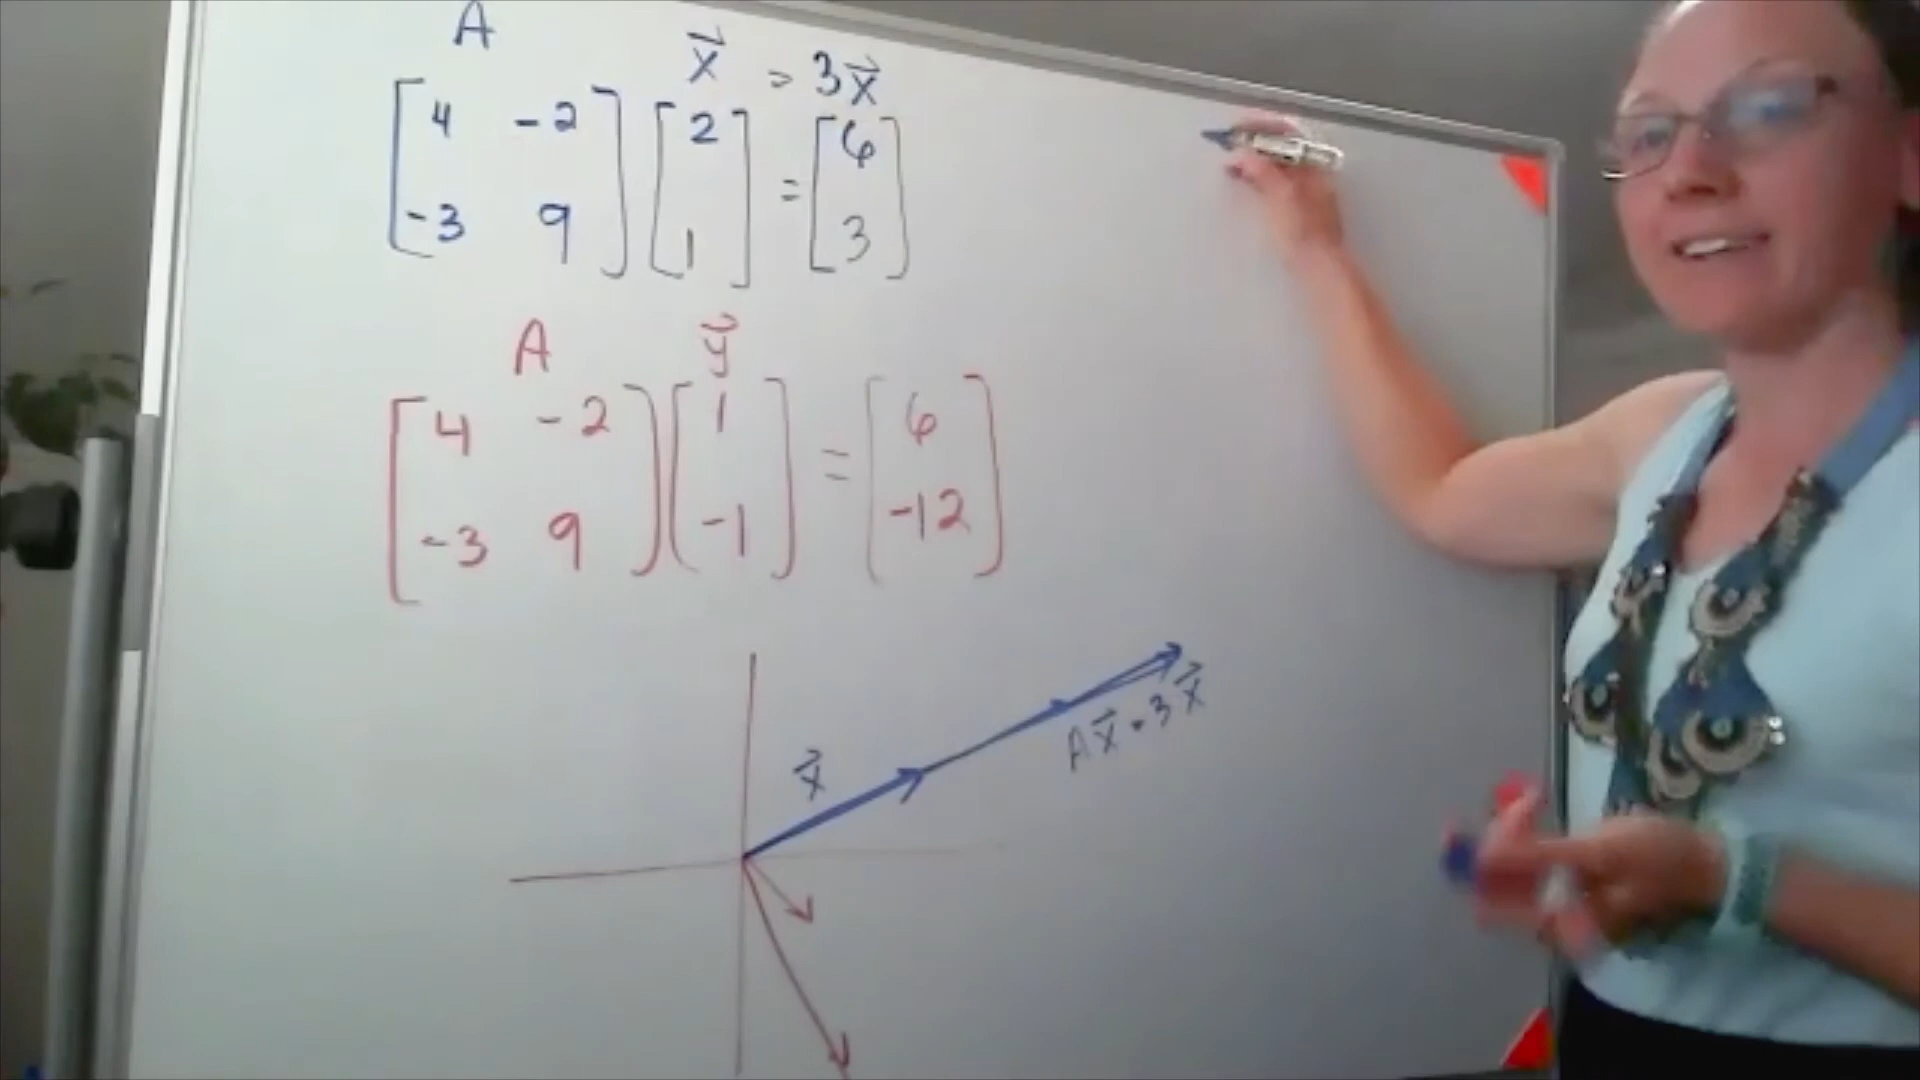 A x⃗ = 3x⃗
4 -2 2 = 6
-3 9 1 3
A y⃗
4 -2 1 = 6
-3 9 -1 -12
x⃗
Ax⃗ = 3x⃗